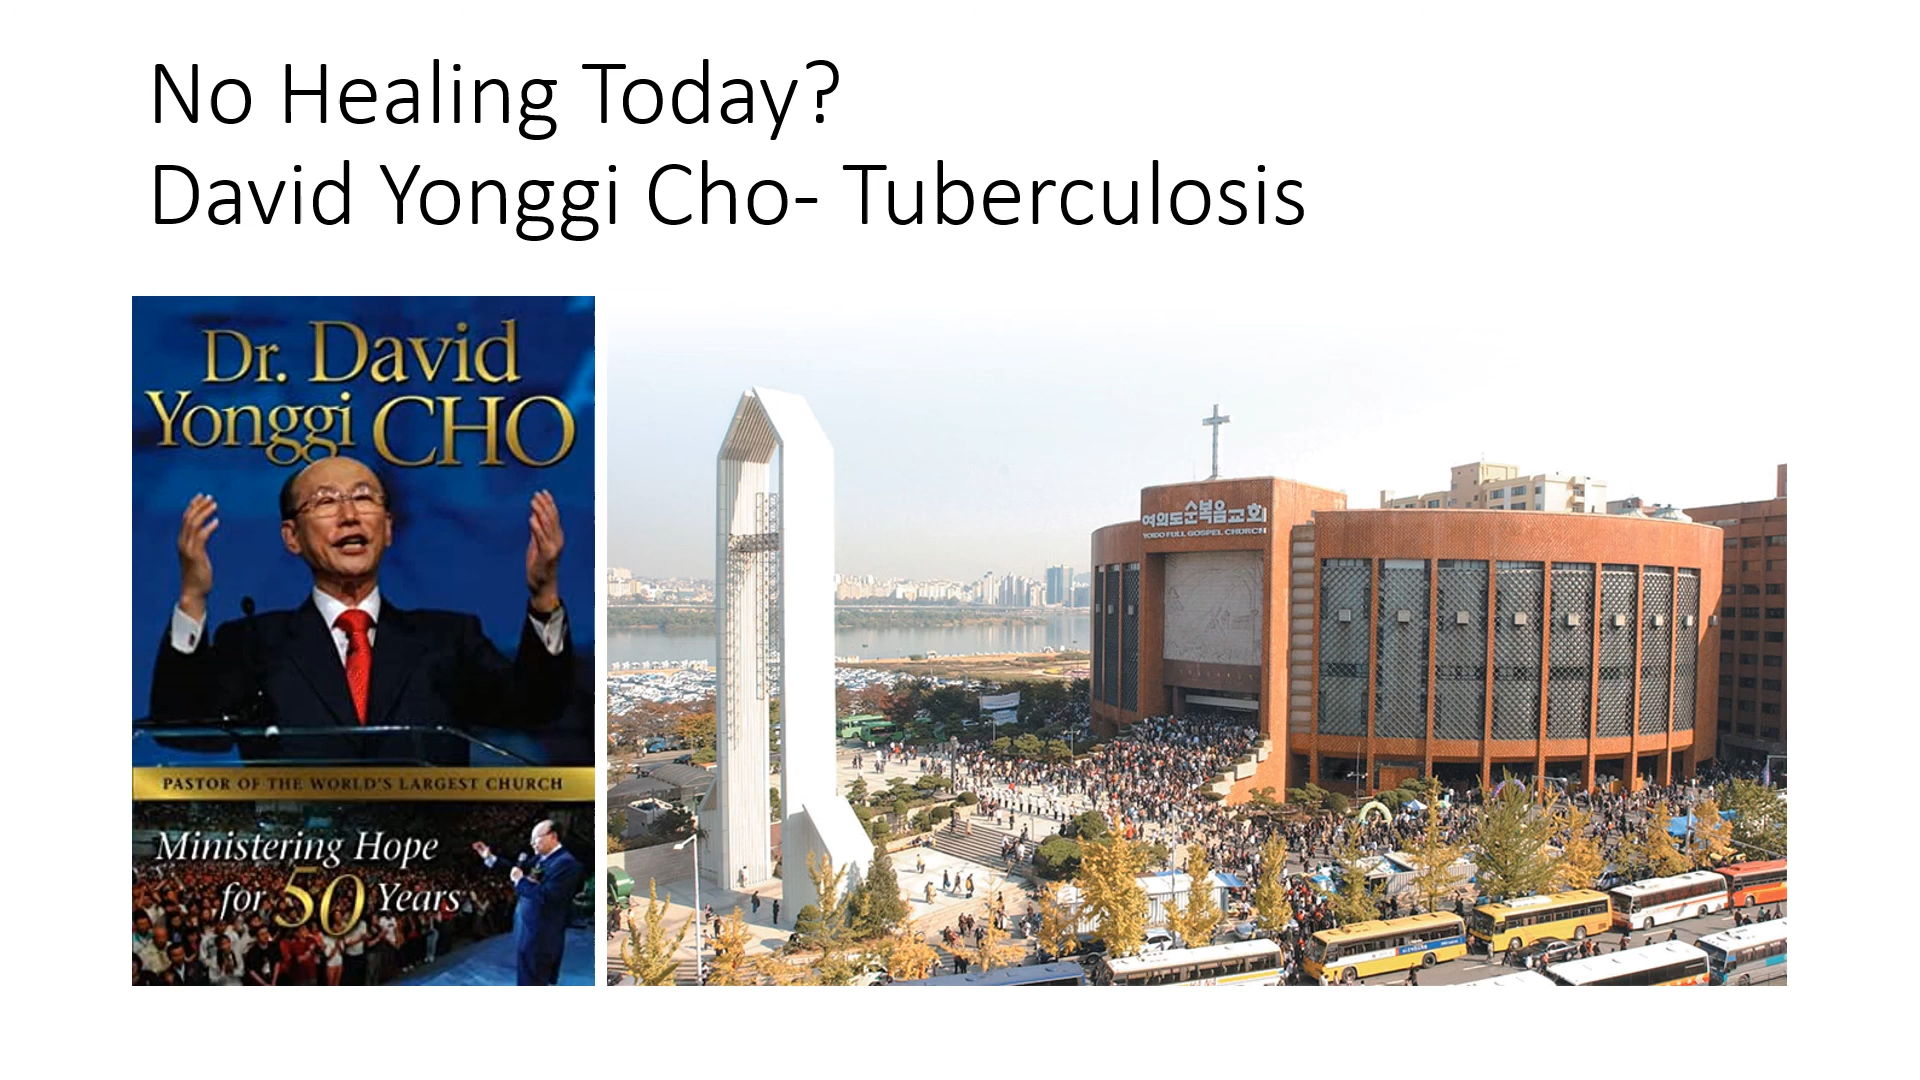 No Healing Today?
David Yonggi Cho- Tuberculosis
Dr. David
Yonggi CHO
PASTOR OF THE WORLD'S LARGEST CHURCH
Ministering Hope
for 50 Years
여의도순복음교회
YOIDO FULL GOSPEL CHURCH